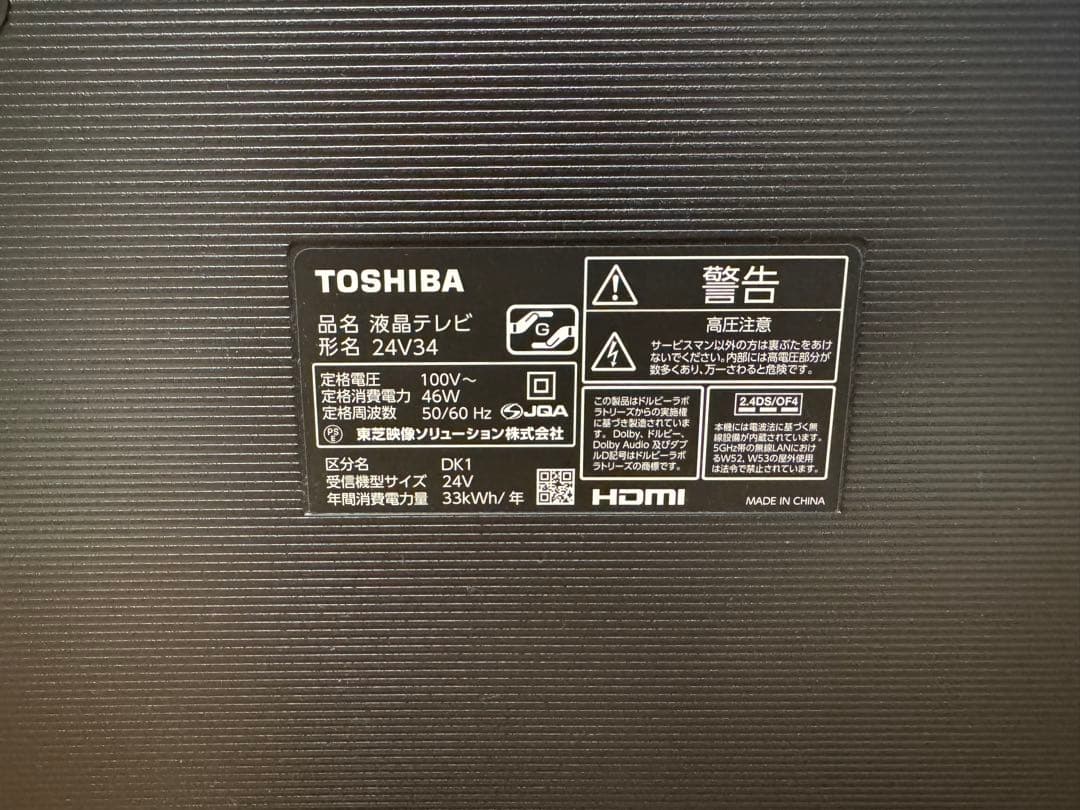 TOSHIBA
品名 液晶テレビ
形名 24V34
G
定格電圧 100V～
定格消費電力 46W
定格周波数 50/60 Hz
JQA
PS
E
東芝映像ソリューション株式会社
区分名 DK1
受信機型サイズ 24V
年間消費電力量 33kWh/年
警告
高圧注意
サービスマン以外の方は裏ぶたをあけ
ないでください。内部には高電圧部分が
数多くあり、万一さわると危険です。
この製品はドルビーラボ
ラトリーズからの実施権
に基づき製造されていま
す。Dolby、ドルビー、
Dolby Audio 及びダブ
ルD記号はドルビーラボ
ラトリーズの商標です。
2.4DS/OF4
本機には電波法に基づく無
線設備が内蔵されています。
5GHz帯の無線LANにおけ
るW52、W53の屋外使用
は法令で禁止されています。
HDMI
MADE IN CHINA